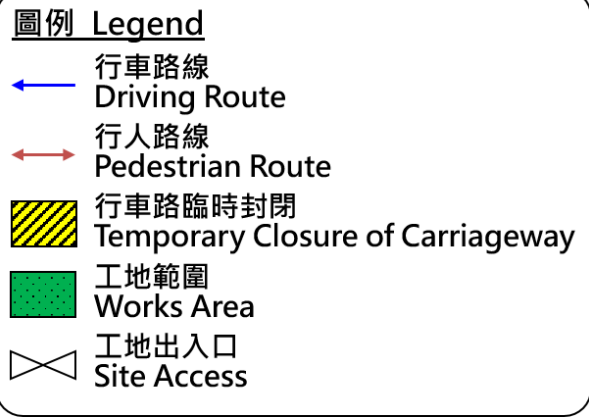 圖例 Legend
行車路線
Driving Route
行人路線
Pedestrian Route
行車路臨時封閉
Temporary Closure of Carriageway
工地範圍
Works Area
工地出入口
Site Access